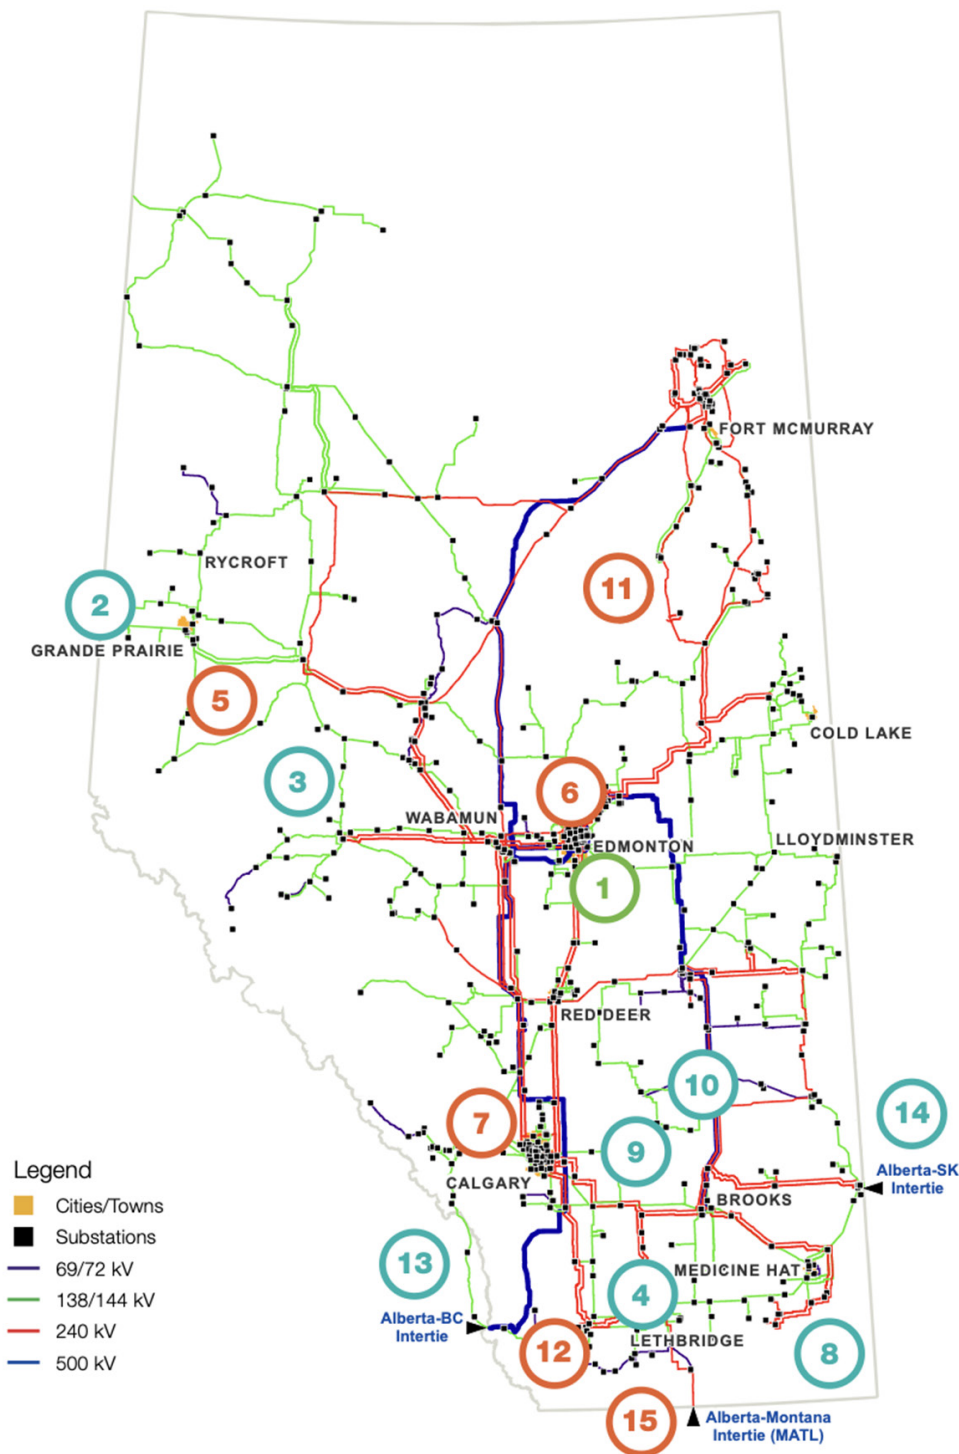 FORT MCMURRAY
RYCROFT
11
2
GRANDE PRAIRIE
5
COLD LAKE
3
6
WABAMUN
EDMONTON
LLOYDMINSTER
1
RED DEER
10
7
14
9
Alberta-SK
Intertie
CALGARY
BROOKS
Legend
Cities/Towns
Substations
69/72 kV
138/144 kV
240 kV
500 kV
13
MEDICINE HAT
4
Alberta-BC
Intertie
LETHBRIDGE
12
8
15
Alberta-Montana
Intertie (MATL)